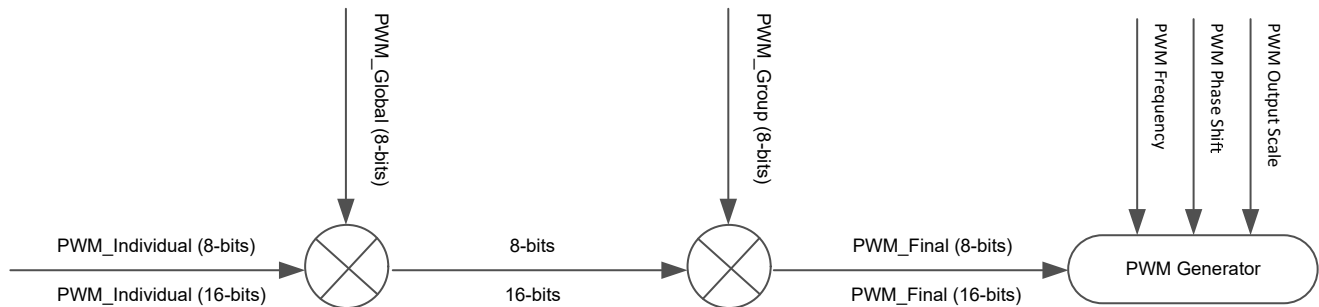 PWM_Global (8-bits)
PWM_Group (8-bits)
PWM Frequency
PWM Phase Shift
PWM Output Scale
PWM_Individual (8-bits)
8-bits
PWM_Final (8-bits)
PWM Generator
PWM_Individual (16-bits)
16-bits
PWM_Final (16-bits)